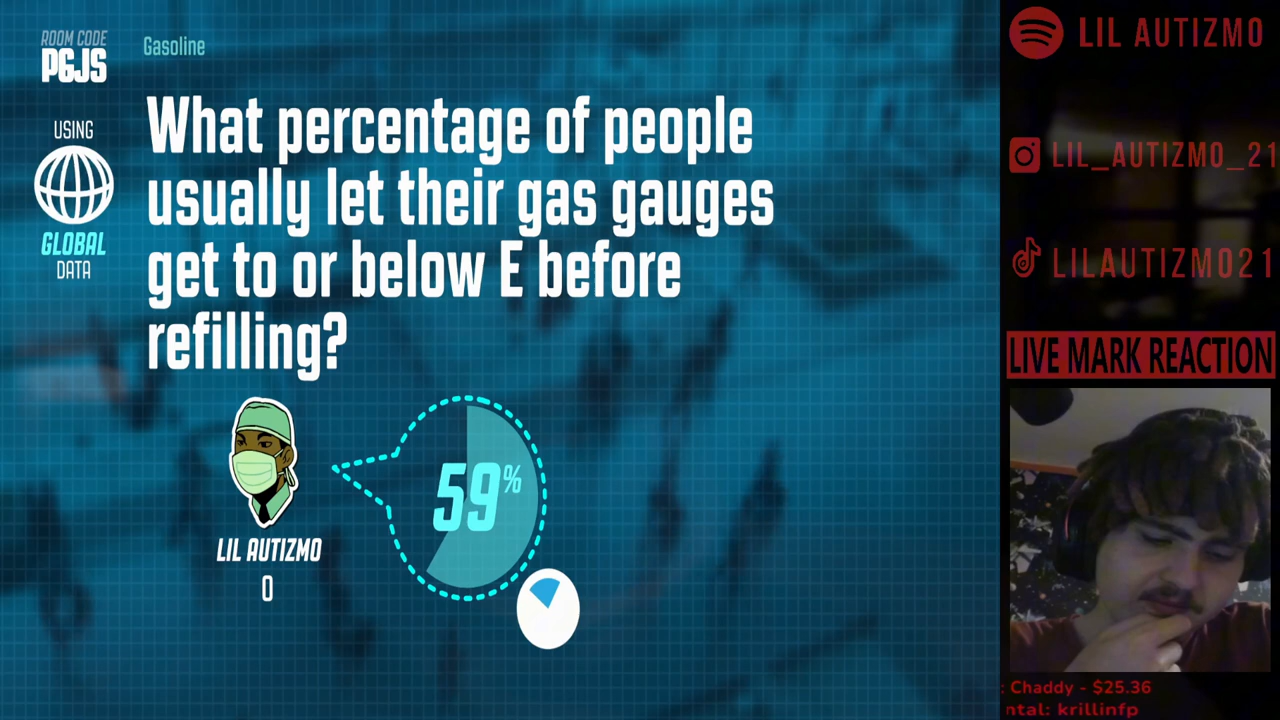 ROOM CODE
P6JS
Gasoline
USING
GLOBAL
DATA
What percentage of people
usually let their gas gauges
get to or below E before
refilling?
59%
LIL AUTIZMO
0
LIL AUTIZMO
LIL_AUTIZMO_21
LILAUTIZMO21
LIVE MARK REACTION
: Chaddy - $25.36
ntal: krillinfp